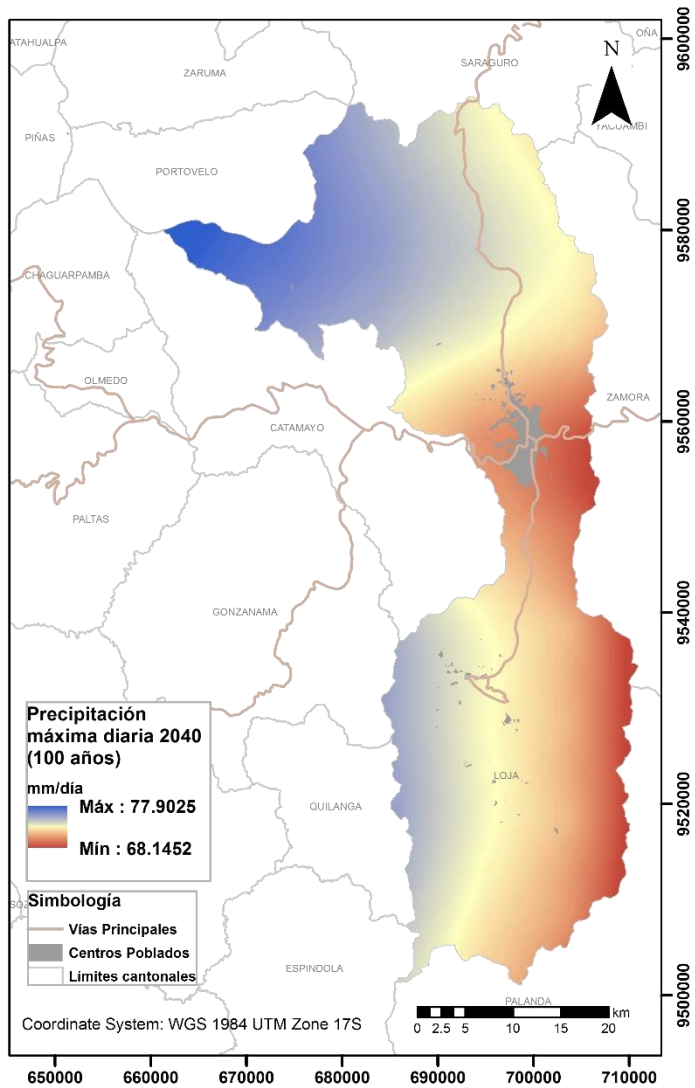 ATAHUALPA
OÑA
ZARUMA
SARAGURO
N
YACUAMBI
PIÑAS
PORTOVELO
CHAGUARPAMBA
OLMEDO
ZAMORA
CATAMAYO
PALTAS
GONZANAMA
LOJA
QUILANGA
ESPINDOLA
PALANDA
Precipitación
máxima diaria 2040
(100 años)
mm/día
Máx : 77.9025
Mín : 68.1452
Simbología
Vías Principales
Centros Poblados
Límites cantonales
Coordinate System: WGS 1984 UTM Zone 17S
km
0 2.5 5 10 15 20
650000 660000 670000 680000 690000 700000 710000
9600000
9580000
9560000
9540000
9520000
9500000